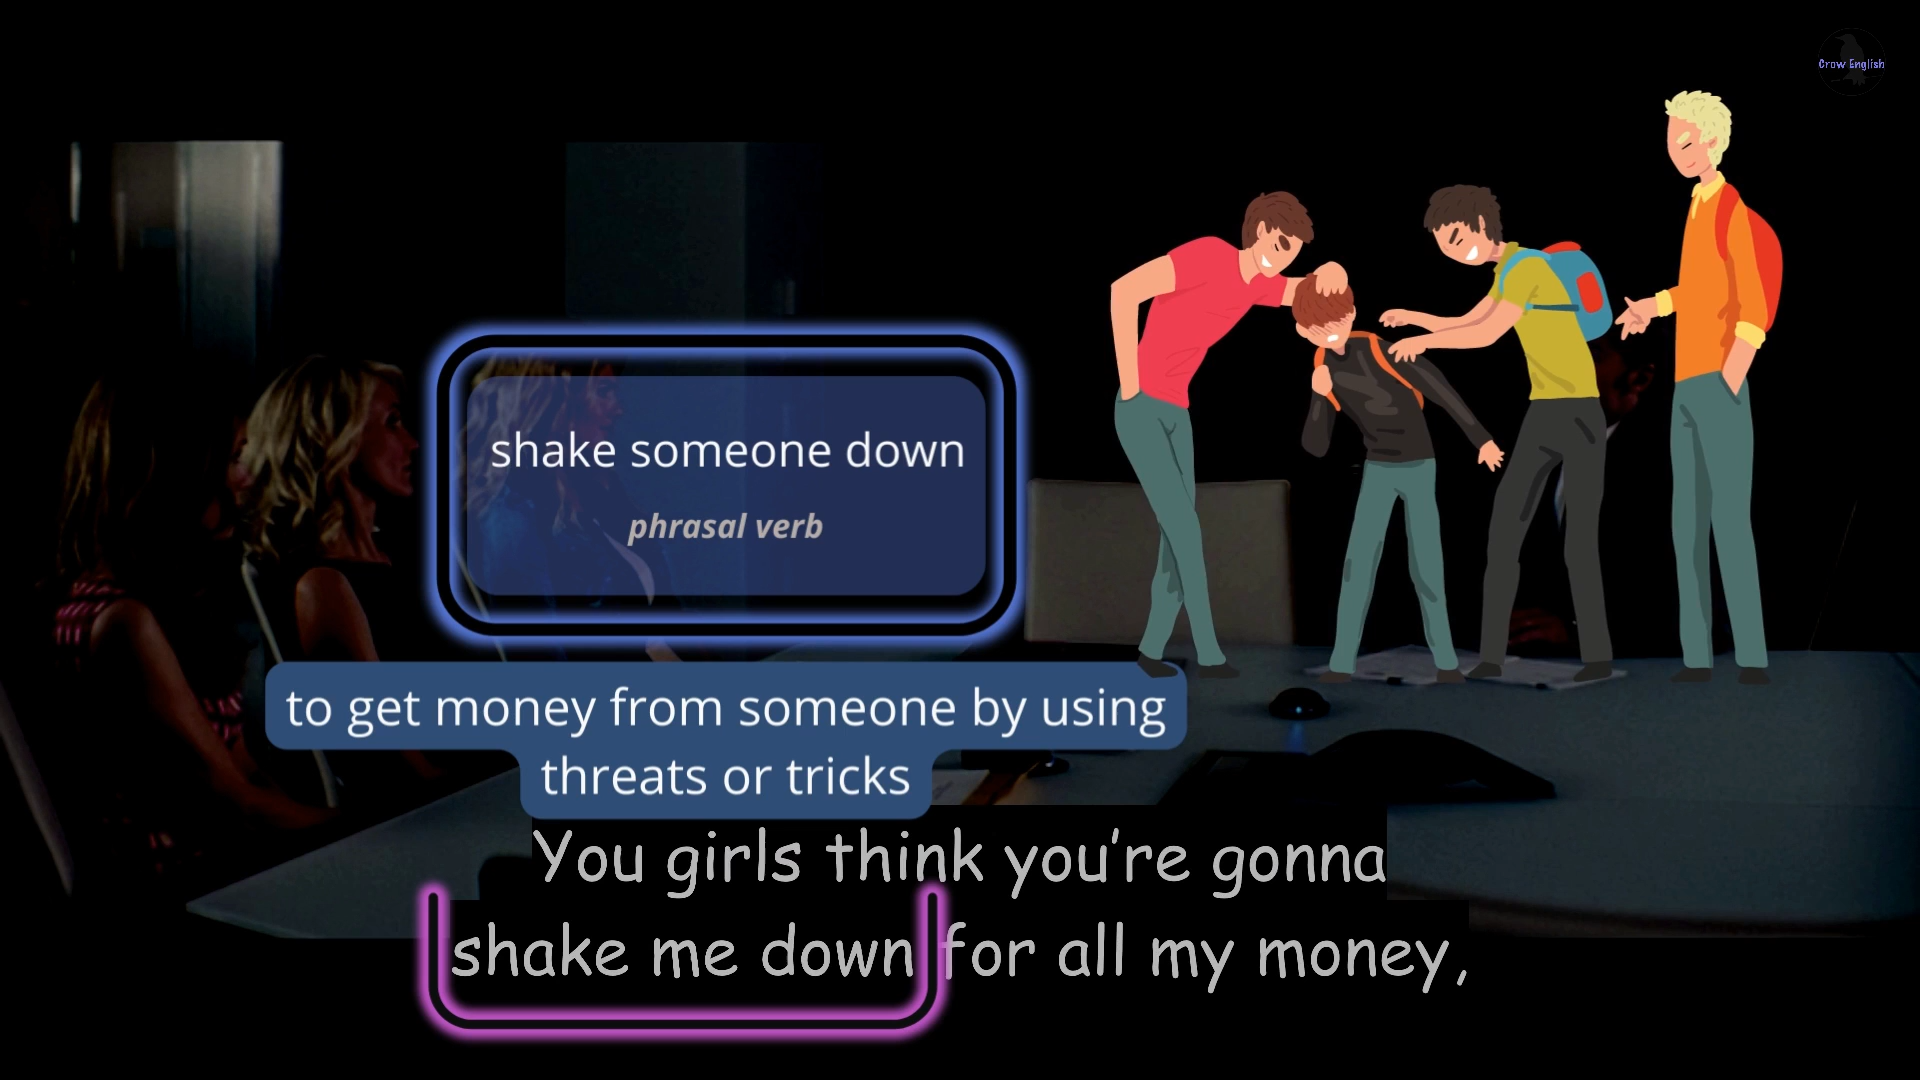 Crow English
shake someone down
phrasal verb
to get money from someone by using
threats or tricks
You girls think you're gonna
shake me down for all my money,